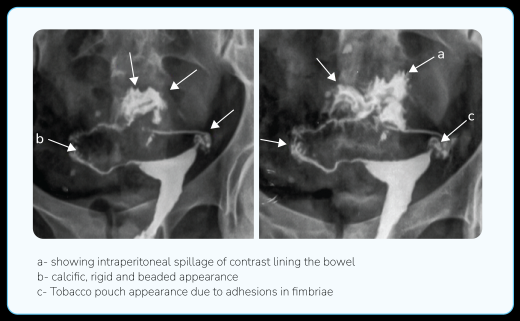 a
b
c
a- showing intraperitoneal spillage of contrast lining the bowel
b- calcific, rigid and beaded appearance
c- Tobacco pouch appearance due to adhesions in fimbriae